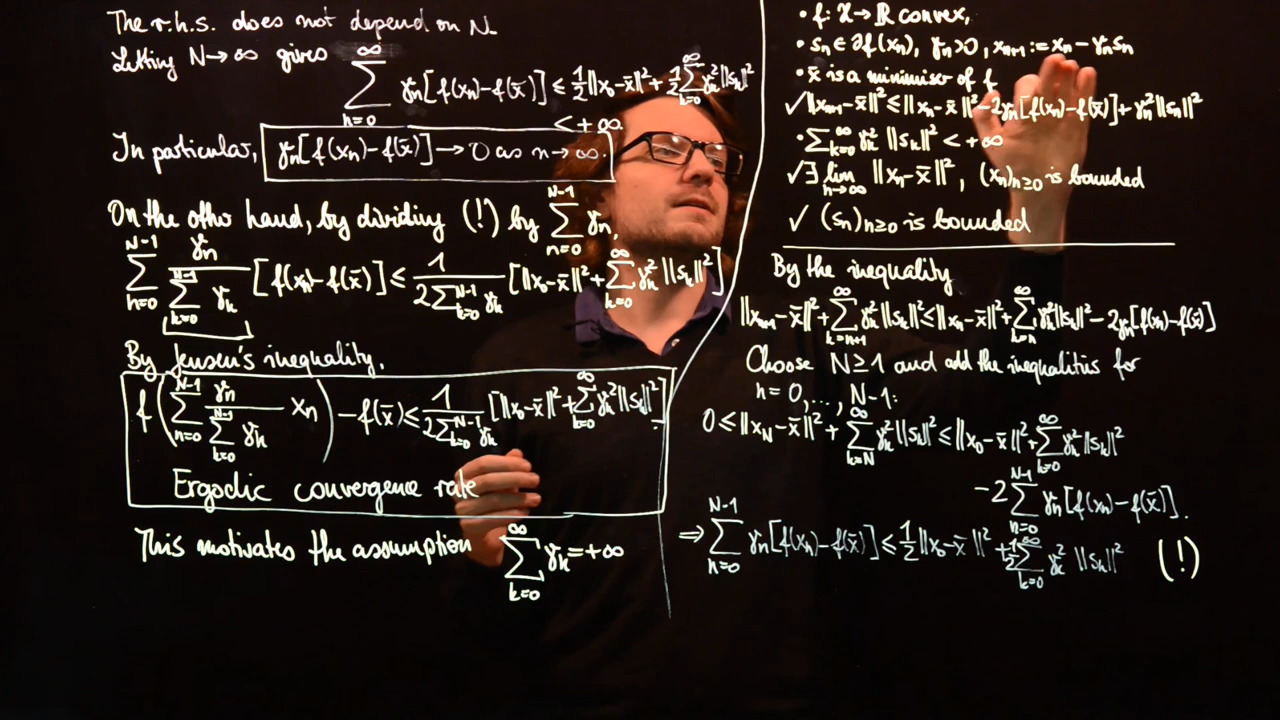 The r.h.s. does not depend on N.
Letting N→∞ gives
∑_{n=0}^{∞} γ_n[f(x_n)-f(x̄)] ≤ ½||x_0-x̄||² + ½∑_{k=0}^{∞} γ_k²||s_k||²
< +∞.
In particular, γ_n[f(x_n)-f(x̄)] → 0 as n→∞.
On the other hand, by dividing (!) by ∑_{n=0}^{N-1} γ_n,
∑_{n=0}^{N-1} γ_n/∑_{k=0}^{N-1} γ_k [f(x_n)-f(x̄)] ≤ 1/(2∑_{k=0}^{N-1} γ_k) [||x_0-x̄||² + ∑_{k=0}^{∞} γ_k²||s_k||²]
By Jensen's inequality,
f(∑_{n=0}^{N-1} γ_n/∑_{k=0}^{N-1} γ_k x_n) - f(x̄) ≤ 1/(2∑_{k=0}^{N-1} γ_k) [||x_0-x̄||² + ∑_{k=0}^{∞} γ_k²||s_k||²].
Ergodic convergence rate
This motivates the assumption ∑_{k=0}^{∞} γ_k = +∞
• f: X → ℝ convex,
• s_n ∈ ∂f(x_n), γ_n > 0, x_{n+1} := x_n - γ_n s_n
• x̄ is a minimiser of f
✓ ||x_{n+1}-x̄||² ≤ ||x_n-x̄||² - 2γ_n[f(x_n)-f(x̄)] + γ_n²||s_n||²
• ∑_{k=0}^{∞} γ_k² ||s_k||² < +∞
✓ ∃ lim_{n→∞} ||x_n-x̄||², (x_n)_{n≥0} is bounded
✓ (s_n)_{n≥0} is bounded
By the inequality
||x_{n+1}-x̄||² + ∑_{k=n+1}^{∞} γ_k²||s_k||² ≤ ||x_n-x̄||² + ∑_{k=n}^{∞} γ_k²||s_k||² - 2γ_n[f(x_n)-f(x̄)]
Choose N≥1 and add the inequalities for
n=0,..., N-1:
0 ≤ ||x_N-x̄||² + ∑_{k=N}^{∞} γ_k²||s_k||² ≤ ||x_0-x̄||² + ∑_{k=0}^{∞} γ_k²||s_k||²
-2∑_{n=0}^{N-1} γ_n[f(x_n)-f(x̄)].
⇒ ∑_{n=0}^{N-1} γ_n[f(x_n)-f(x̄)] ≤ ½||x_0-x̄||² + ½∑_{k=0}^{∞} γ_k² ||s_k||² (!)